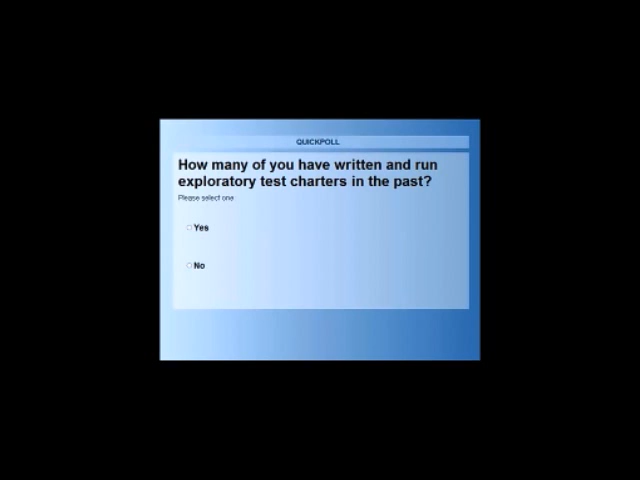 QUICKPOLL
How many of you have written and run
exploratory test charters in the past?
Please select one
Yes
No